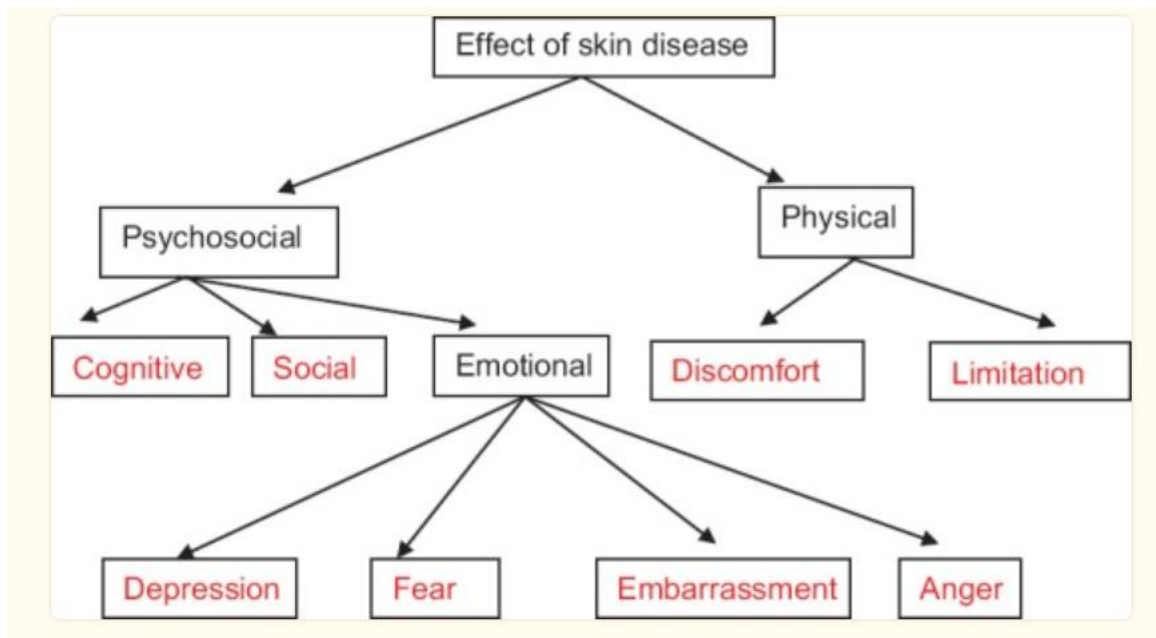 Effect of skin disease
Psychosocial
Physical
Cognitive
Social
Emotional
Discomfort
Limitation
Depression
Fear
Embarrassment
Anger